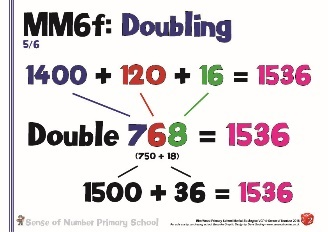 MM6f: Doubling
5/6
1400 + 120 + 16 = 1536
Double 768 = 1536
(750 + 18)
1500 + 36 = 1536
Sense of Number Primary School